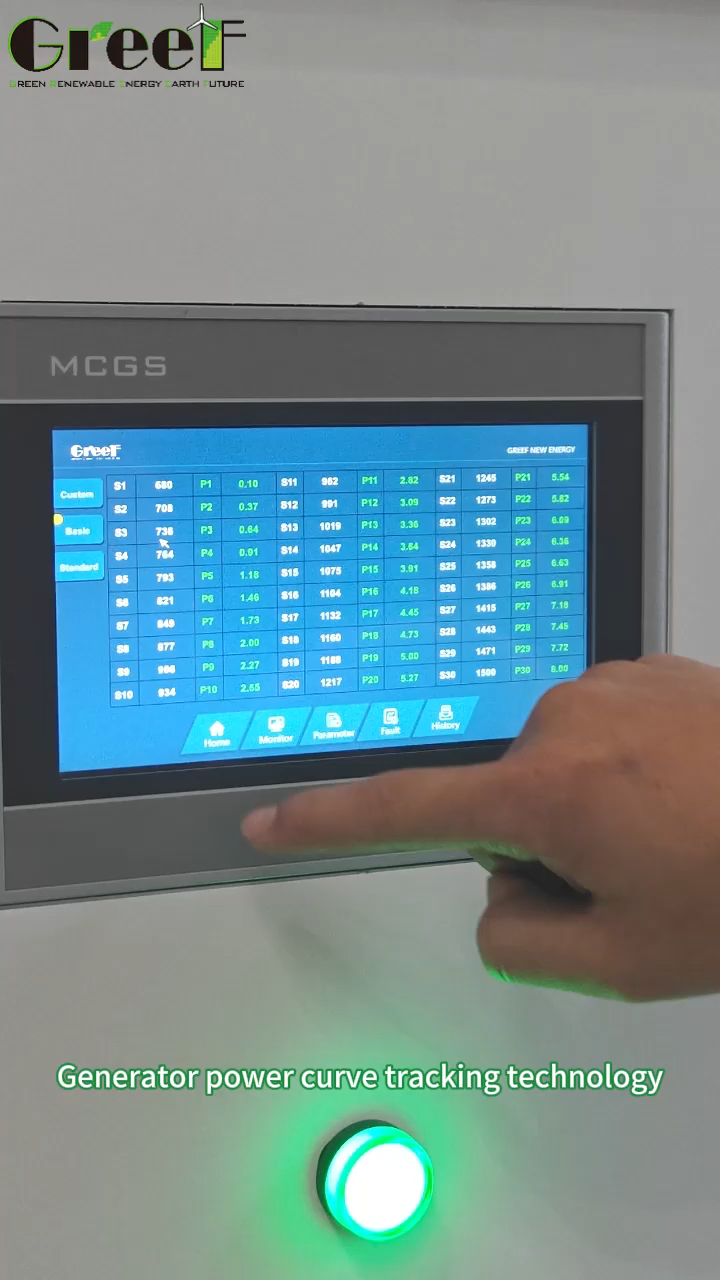 GreeF
GREEN RENEWABLE ENERGY EARTH FUTURE
MCGS
GreeF
GREEF NEW ENERGY
Custom
Basic
Standard
S1 680 P1 0.10 S11 962 P11 2.82 S21 1245 P21 5.54
S2 708 P2 0.37 S12 991 P12 3.09 S22 1273 P22 5.82
S3 736 P3 0.64 S13 1019 P13 3.36 S23 1302 P23 6.09
S4 764 P4 0.91 S14 1047 P14 3.64 S24 1330 P24 6.36
S5 793 P5 1.18 S15 1075 P15 3.91 S25 1358 P25 6.63
S6 821 P6 1.46 S16 1104 P16 4.18 S26 1386 P26 6.91
S7 849 P7 1.73 S17 1132 P17 4.45 S27 1415 P27 7.18
S8 877 P8 2.00 S18 1160 P18 4.73 S28 1443 P28 7.45
S9 906 P9 2.27 S19 1188 P19 5.00 S29 1471 P29 7.72
S10 934 P10 2.55 S20 1217 P20 5.27 S30 1500 P30 8.00
Home Monitor Parameter Fault History
Generator power curve tracking technology